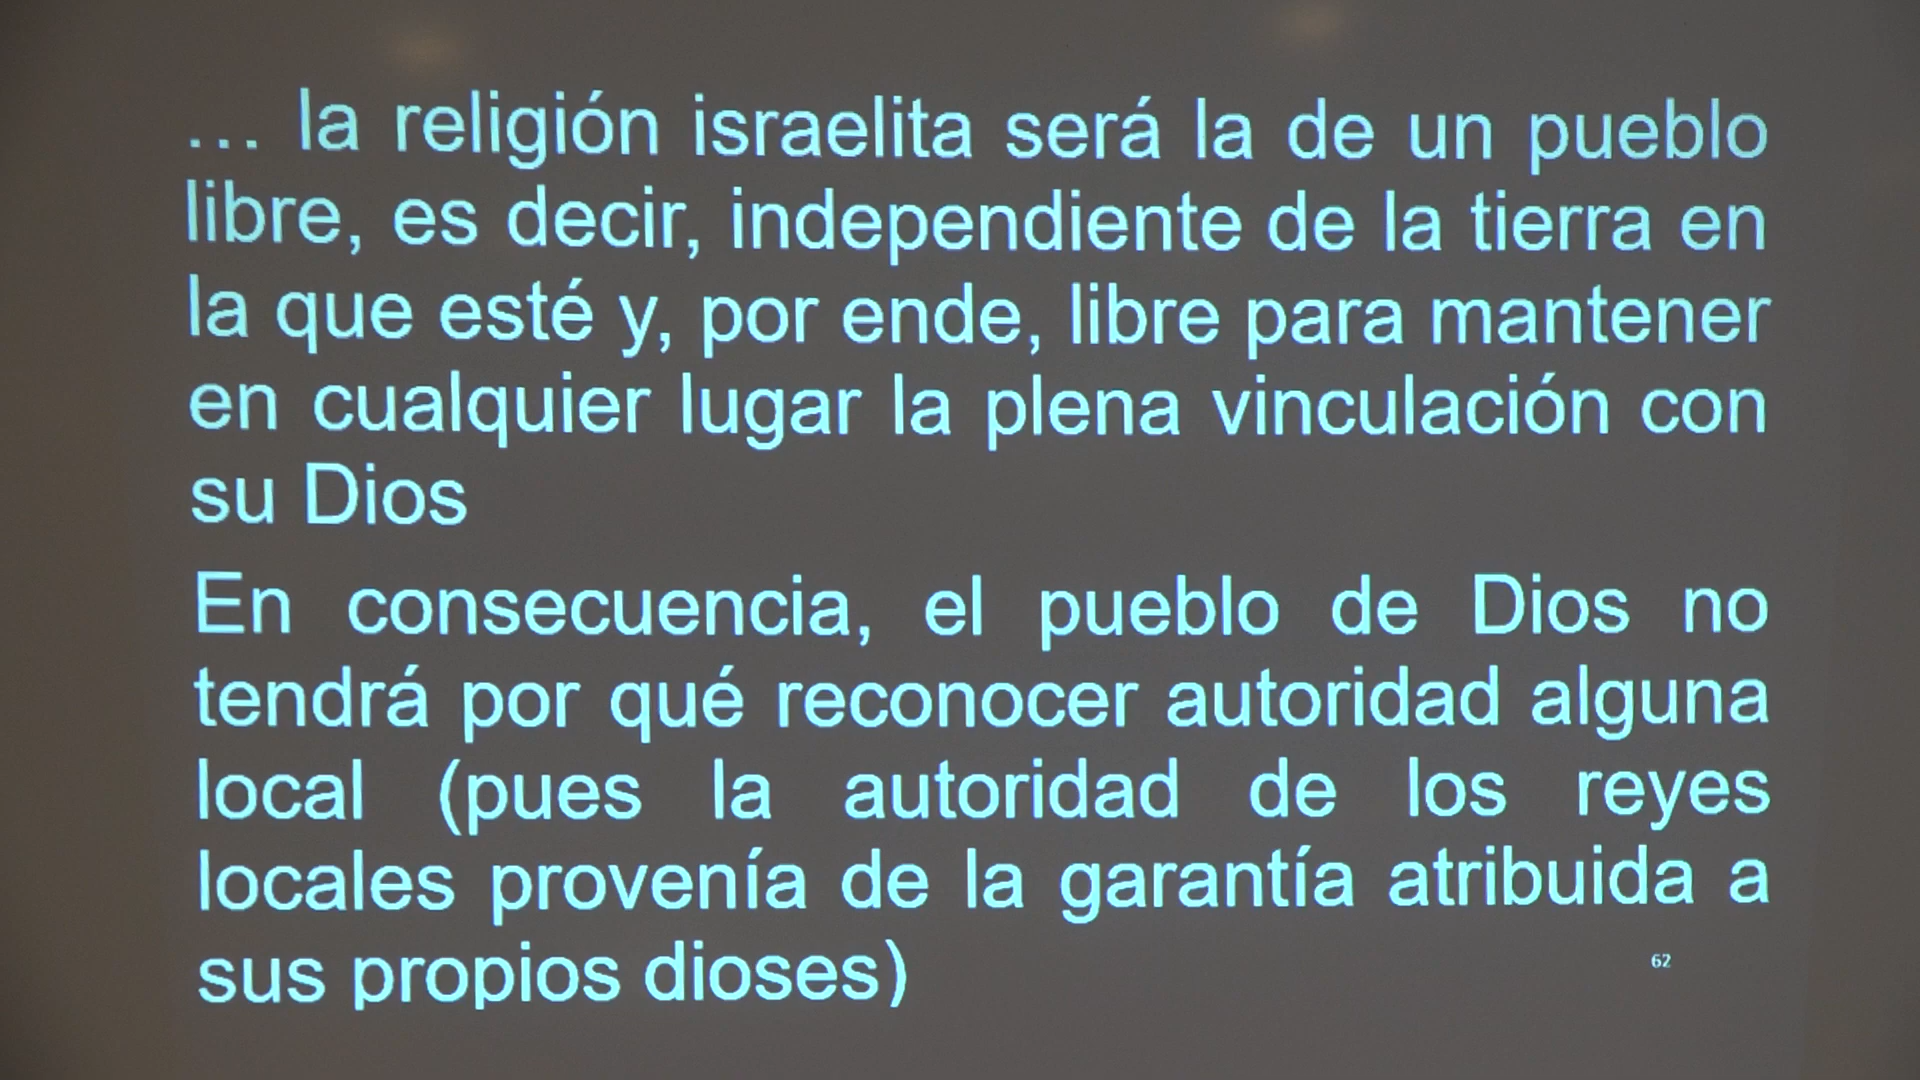 ... la religión israelita será la de un pueblo
libre, es decir, independiente de la tierra en
la que esté y, por ende, libre para mantener
en cualquier lugar la plena vinculación con
su Dios
En consecuencia, el pueblo de Dios no
tendrá por qué reconocer autoridad alguna
local (pues la autoridad de los reyes
locales provenía de la garantía atribuida a
sus propios dioses)
62